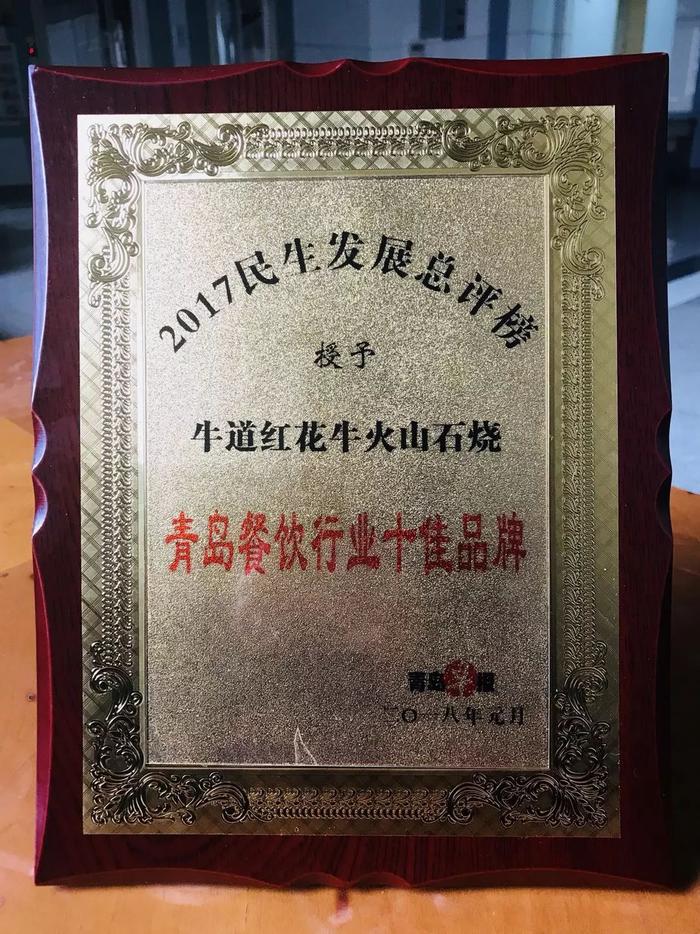 2017民生发展总评榜
授予
牛道红花牛火山石烧
青岛餐饮行业十佳品牌
青岛早报
二〇一八年元月